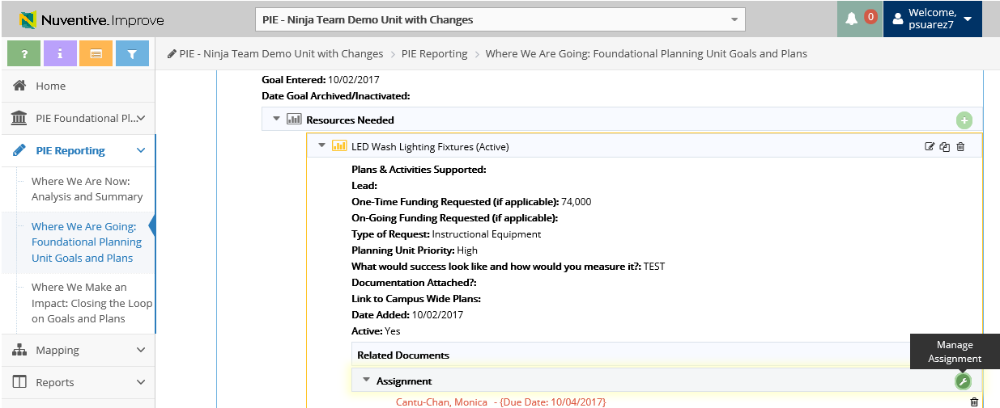 Nuventive. Improve
PIE - Ninja Team Demo Unit with Changes
0
Welcome,
psuarez7
?
i
PIE - Ninja Team Demo Unit with Changes > PIE Reporting > Where We Are Going: Foundational Planning Unit Goals and Plans
Home
PIE Foundational Pl...
PIE Reporting
Where We Are Now:
Analysis and Summary
Where We Are Going:
Foundational Planning
Unit Goals and Plans
Where We Make an
Impact: Closing the Loop
on Goals and Plans
Mapping
Reports
Goal Entered: 10/02/2017
Date Goal Archived/Inactivated:
Resources Needed
LED Wash Lighting Fixtures (Active)
Plans & Activities Supported:
Lead:
One-Time Funding Requested (if applicable): 74,000
On-Going Funding Requested (if applicable):
Type of Request: Instructional Equipment
Planning Unit Priority: High
What would success look like and how would you measure it?: TEST
Documentation Attached?:
Link to Campus Wide Plans:
Date Added: 10/02/2017
Active: Yes
Related Documents
Manage
Assignment
Assignment
Cantu-Chan, Monica - {Due Date: 10/04/2017}